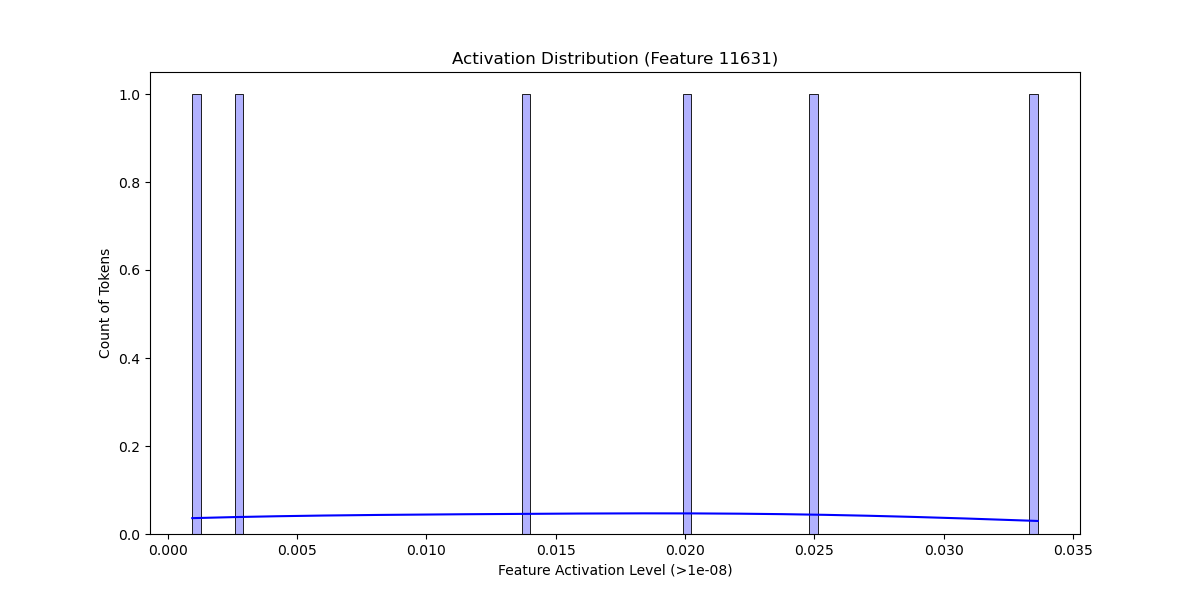 Activation Distribution (Feature 11631)
1.0
0.8
0.6
0.4
0.2
0.0
Count of Tokens
0.000 0.005 0.010 0.015 0.020 0.025 0.030 0.035
Feature Activation Level (>1e-08)